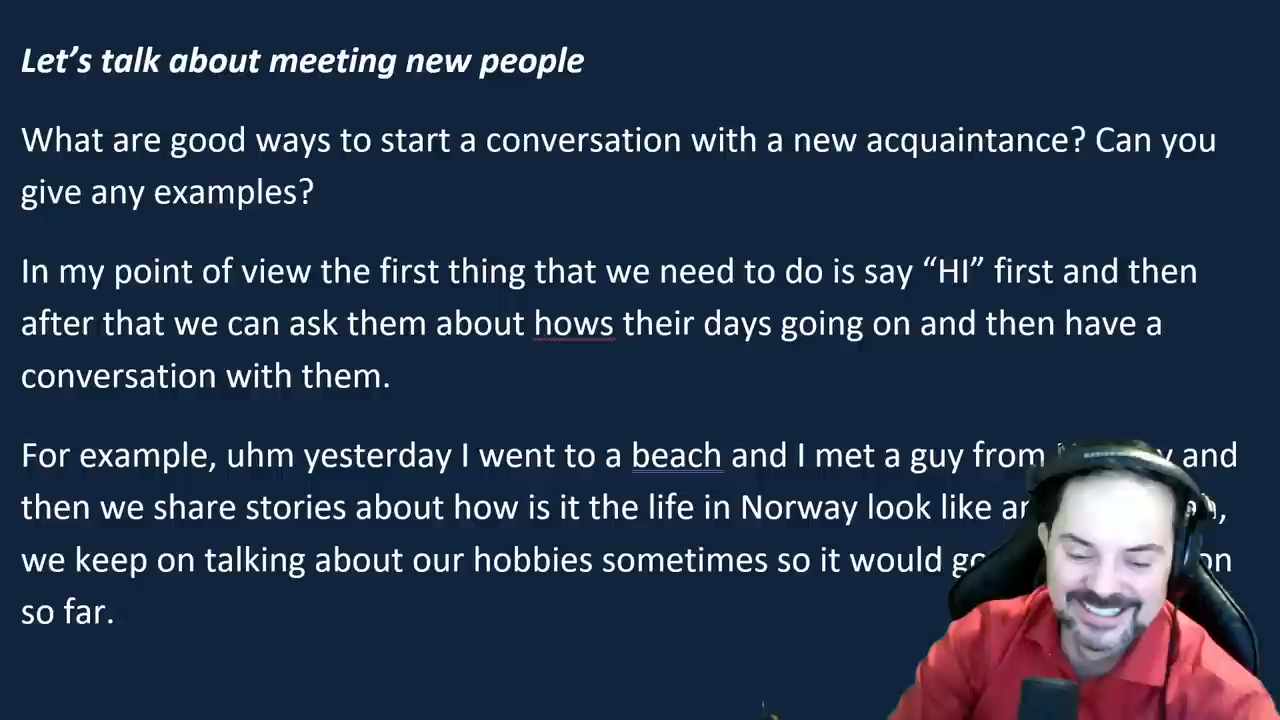 Let’s talk about meeting new people
What are good ways to start a conversation with a new acquaintance? Can you
give any examples?
In my point of view the first thing that we need to do is say “HI” first and then
after that we can ask them about hows their days going on and then have a
conversation with them.
For example, uhm yesterday I went to a beach and I met a guy from and
then we share stories about how is it the life in Norway look like
we keep on talking about our hobbies sometimes so it would
so far.